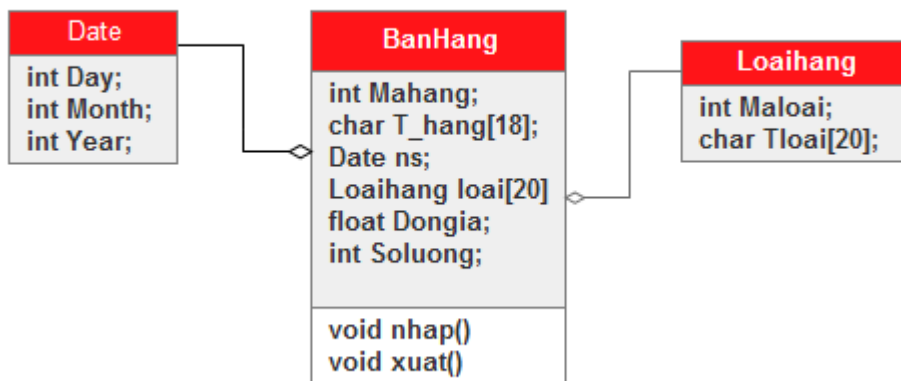 Date
int Day;
int Month;
int Year;
BanHang
int Mahang;
char T_hang[18];
Date ns;
Loaihang loai[20]
float Dongia;
int Soluong;
void nhap()
void xuat()
Loaihang
int Maloai;
char Tloai[20];